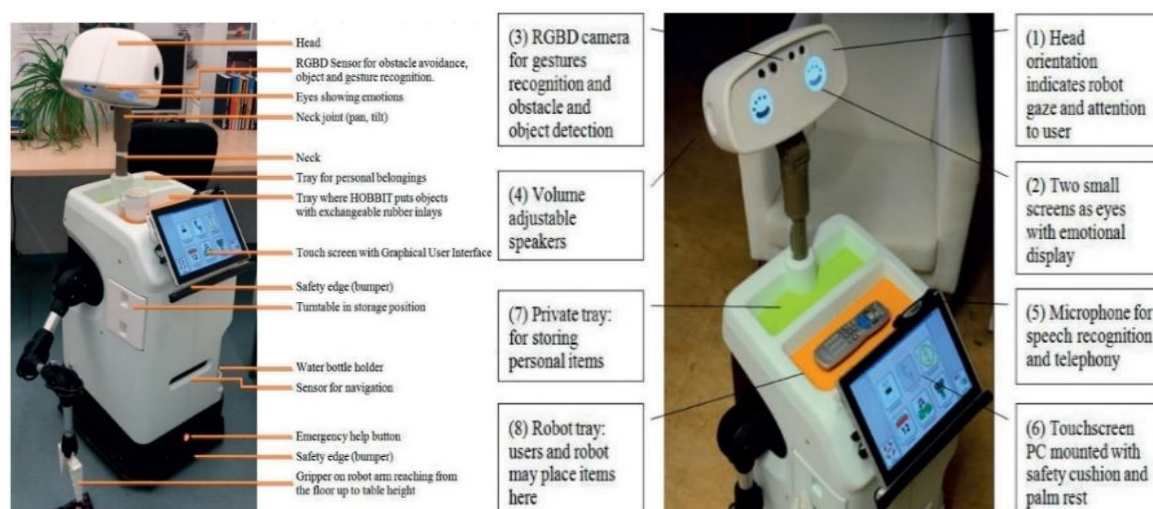 Head
RGBD Sensor for obstacle avoidance,
object and gesture recognition.
Eyes showing emotions
Neck joint (pan, tilt)
Neck
Tray for personal belongings
Tray where HOBBIT puts objects
with exchangeable rubber inlays
Touch screen with Graphical User Interface
Safety edge (bumper)
Turntable in storage position
Water bottle holder
Sensor for navigation
Emergency help button
Safety edge (bumper)
Gripper on robot arm reaching from
the floor up to table height
(3) RGBD camera
for gestures
recognition and
obstacle and
object detection
(4) Volume
adjustable
speakers
(7) Private tray:
for storing
personal items
(8) Robot tray:
users and robot
may place items
here
(1) Head
orientation
indicates robot
gaze and attention
to user
(2) Two small
screens as eyes
with emotional
display
(5) Microphone for
speech recognition
and telephony
(6) Touchscreen
PC mounted with
safety cushion and
palm rest
12